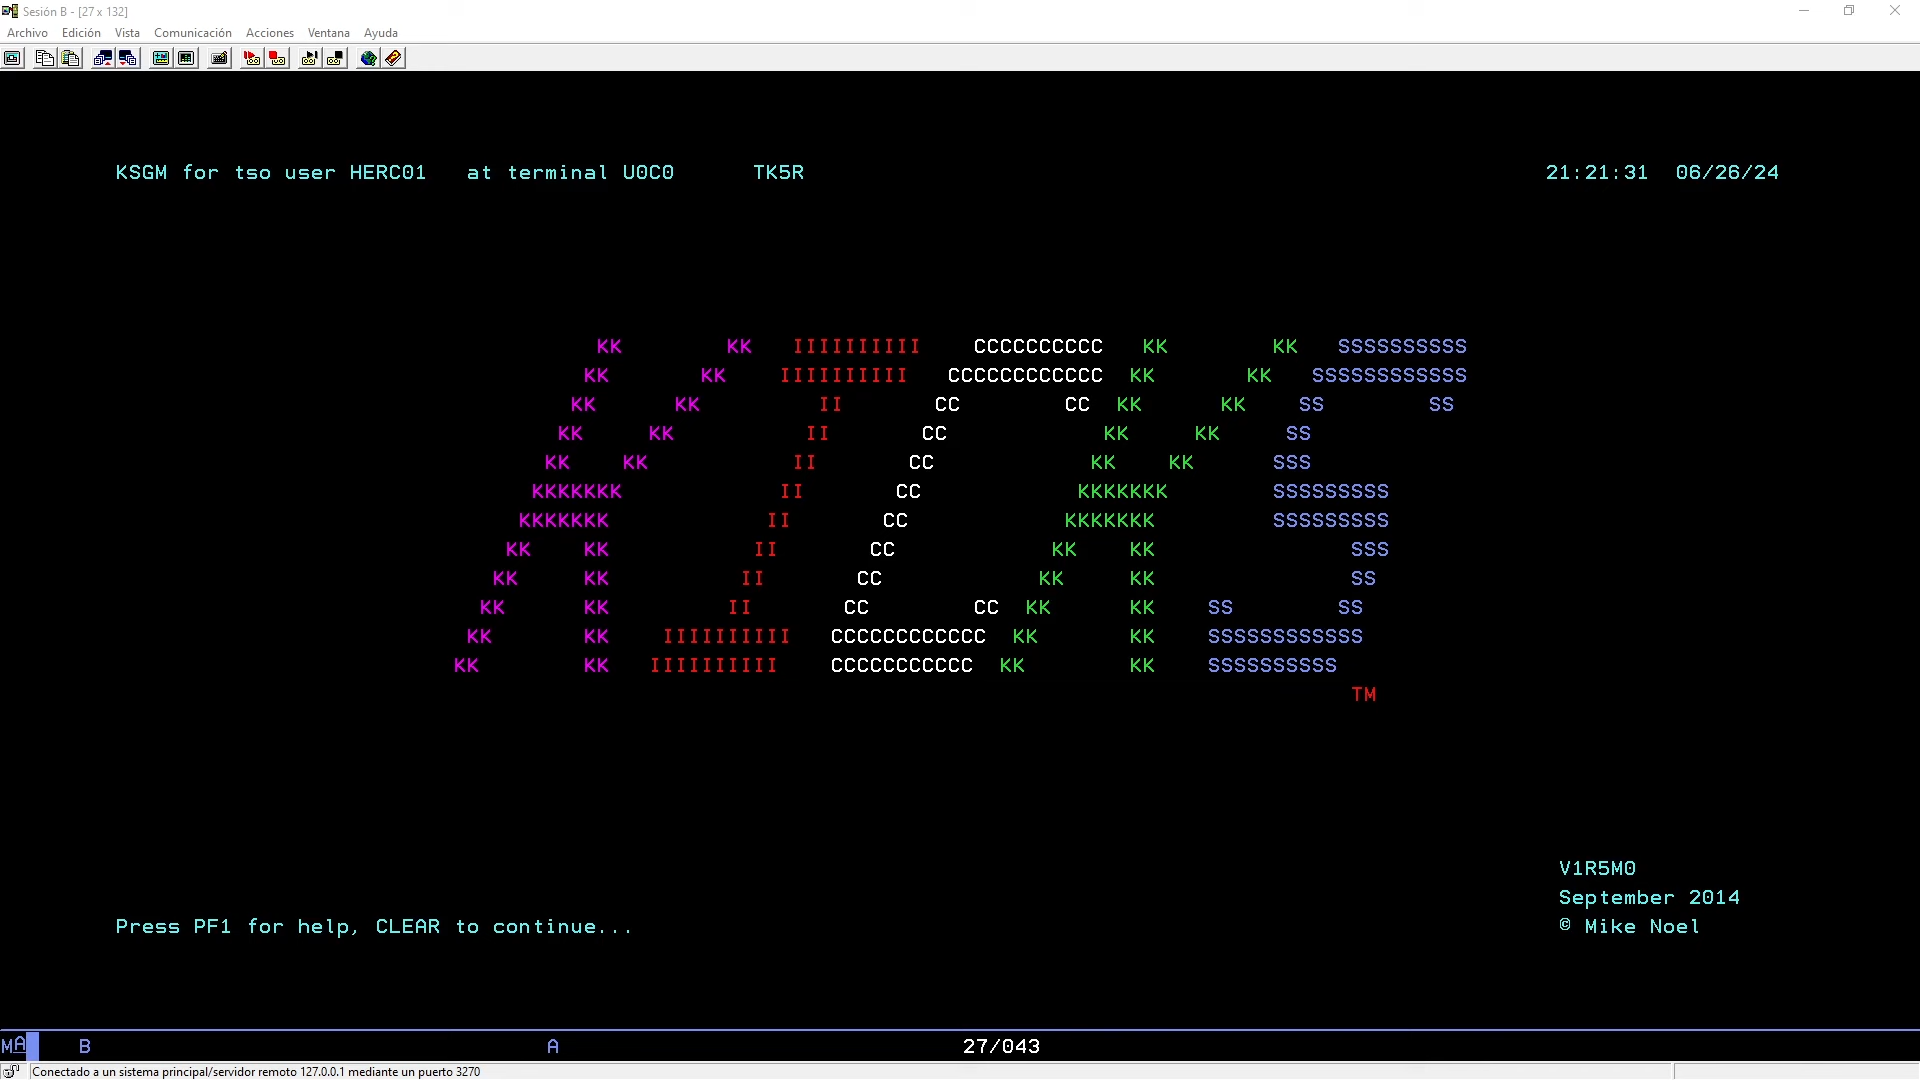 Sesión B - [27 x 132]
Archivo Edición Vista Comunicación Acciones Ventana Ayuda
KSGM for tso user HERC01 at terminal U0C0 TK5R 21:21:31 06/26/24
KK KK IIIIIIIIII CCCCCCCCCC KK KK SSSSSSSSSS
KK KK IIIIIIIIII CCCCCCCCCCCC KK KK SSSSSSSSSSSS
KK KK II CC CC KK KK SS SS
KK KK II CC KK KK SS
KK KK II CC KK KK SSS
KKKKKKK II CC KKKKKKK SSSSSSSSS
KKKKKKK II CC KKKKKKK SSSSSSSSS
KK KK II CC KK KK SSS
KK KK II CC KK KK SS
KK KK II CC CC KK KK SS SS
KK KK IIIIIIIIII CCCCCCCCCCCC KK KK SSSSSSSSSSSS
KK KK IIIIIIIIII CCCCCCCCCCC KK KK SSSSSSSSSS
TM
V1R5M0
September 2014
Press PF1 for help, CLEAR to continue... © Mike Noel
MA B A 27/043
Conectado a un sistema principal/servidor remoto 127.0.0.1 mediante un puerto 3270